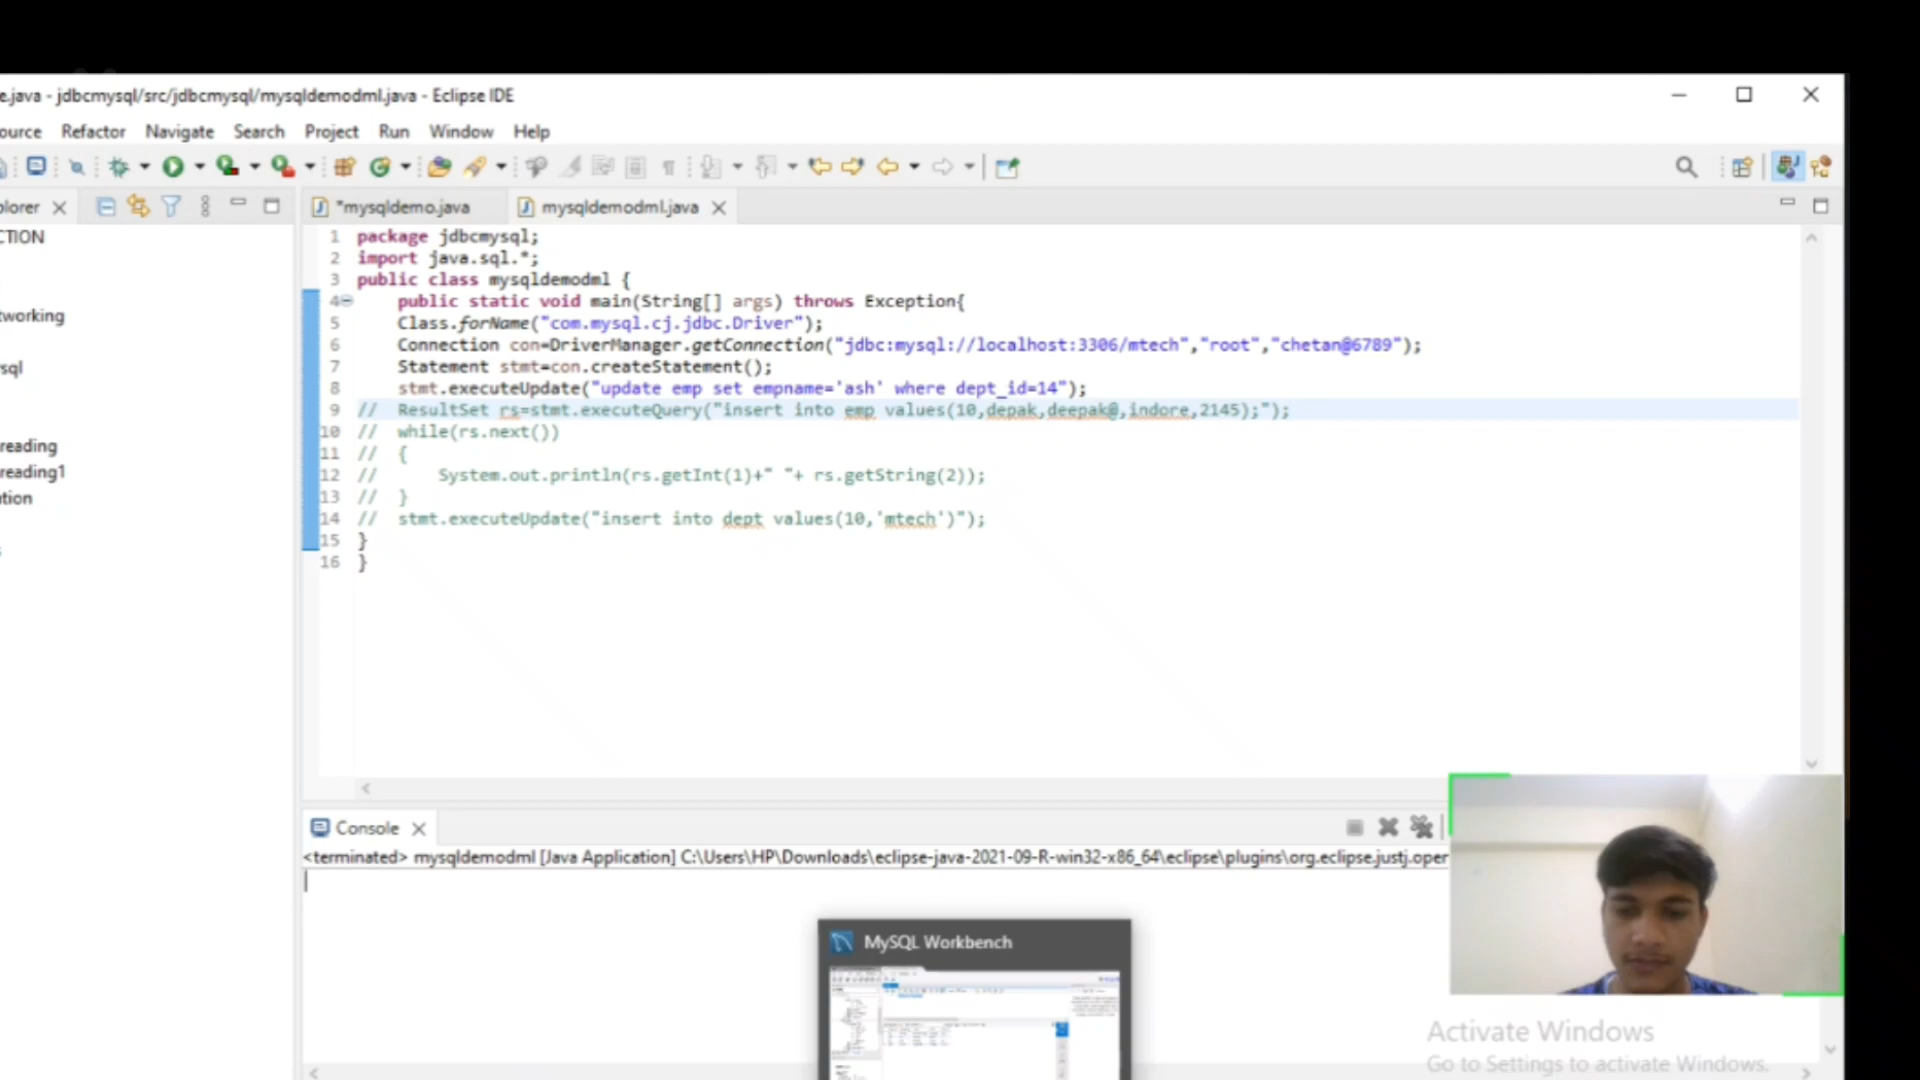 e.java - jdbcmysql/src/jdbcmysql/mysqldemodml.java - Eclipse IDE
ource Refactor Navigate Search Project Run Window Help
plorer
*mysqldemo.java
mysqldemodml.java
CTION
tworking
sql
reading
reading1
tion
s
1 package jdbcmysql;
2 import java.sql.*;
3 public class mysqldemodml {
4 public static void main(String[] args) throws Exception{
5 Class.forName("com.mysql.cj.jdbc.Driver");
6 Connection con=DriverManager.getConnection("jdbc:mysql://localhost:3306/mtech","root","chetan@6789");
7 Statement stmt=con.createStatement();
8 stmt.executeUpdate("update emp set empname='ash' where dept_id=14");
9 // ResultSet rs=stmt.executeQuery("insert into emp values(10,depak,deepak@,indore,2145);");
10 // while(rs.next())
11 // {
12 // System.out.println(rs.getInt(1)+" "+ rs.getString(2));
13 // }
14 // stmt.executeUpdate("insert into dept values(10,'mtech')");
15 }
16 }
Console
<terminated> mysqldemodml [Java Application] C:\Users\HP\Downloads\eclipse-java-2021-09-R-win32-x86_64\eclipse\plugins\org.eclipse.justj.oper
MySQL Workbench
Activate Windows
Go to Settings to activate Windows.